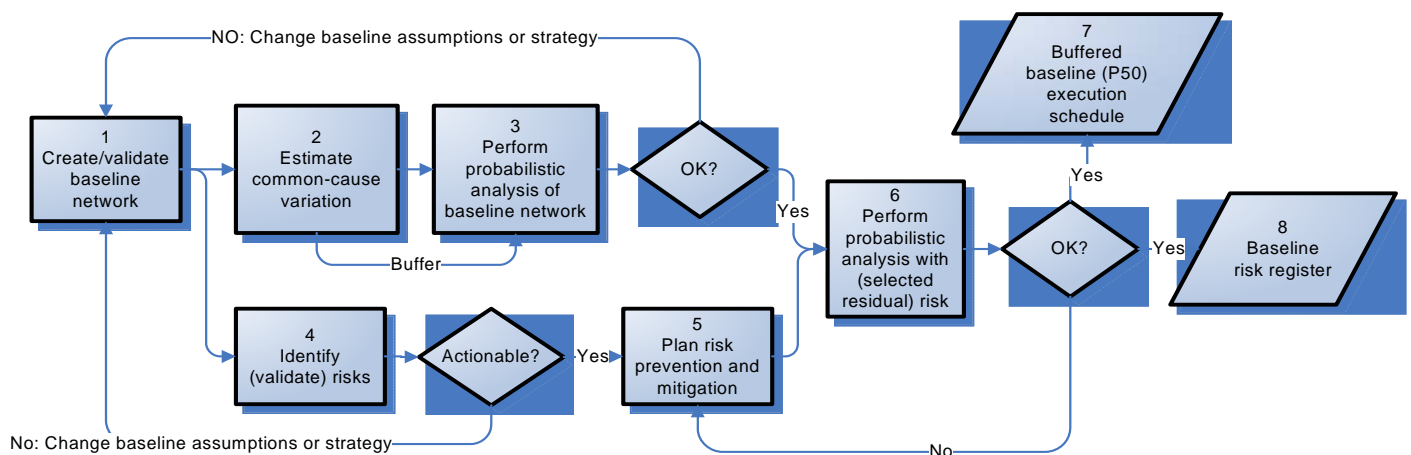 NO: Change baseline assumptions or strategy
1
Create/validate
baseline
network
2
Estimate
common-cause
variation
3
Perform
probabilistic
analysis of
baseline network
OK?
Yes
Buffer
4
Identify
(validate) risks
Actionable?
Yes
5
Plan risk
prevention and
mitigation
No: Change baseline assumptions or strategy
6
Perform
probabilistic
analysis with
(selected
residual) risk
OK?
Yes
7
Buffered
baseline (P50)
execution
schedule
Yes
8
Baseline
risk register
No